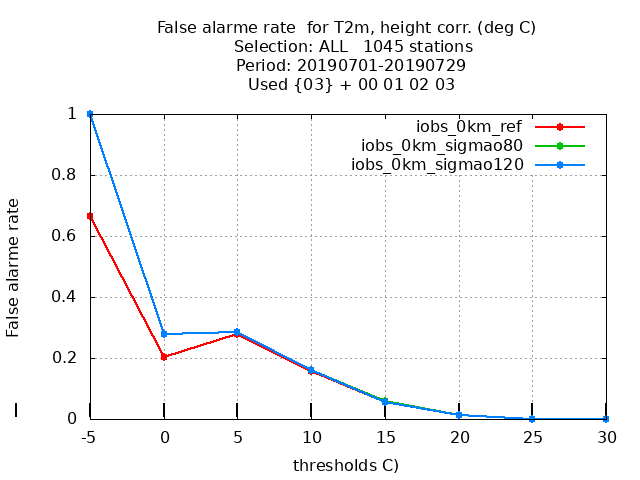 False alarme rate  for T2m, height corr. (deg C)
Selection: ALL   1045 stations
Period: 20190701-20190729
Used {03} + 00 01 02 03
iobs_0km_ref
iobs_0km_sigmao80
iobs_0km_sigmao120
False alarme rate
1
0.8
0.6
0.4
0.2
0
-5 0 5 10 15 20 25 30
thresholds C)